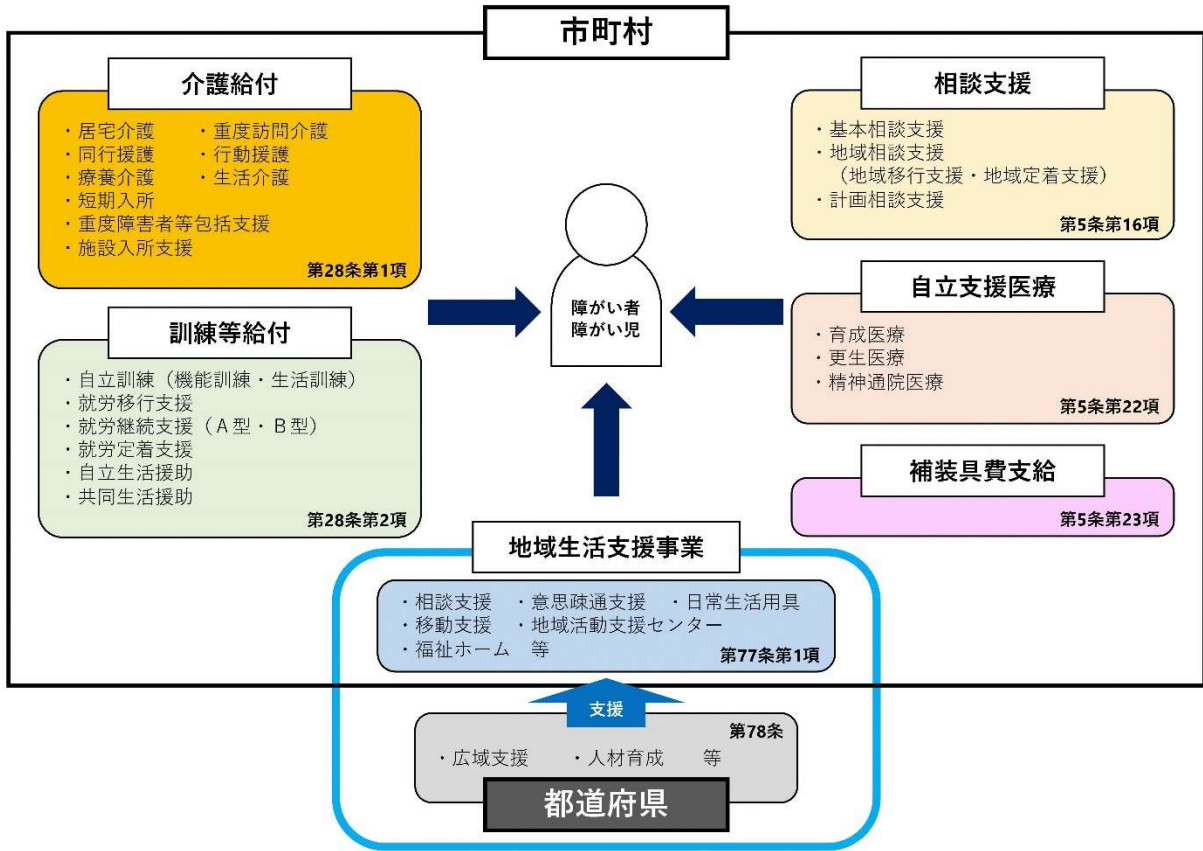 市町村
介護給付
・居宅介護　・重度訪問介護
・同行援護　・行動援護
・療養介護　・生活介護
・短期入所
・重度障害者等包括支援
・施設入所支援
第28条第1項
訓練等給付
・自立訓練（機能訓練・生活訓練）
・就労移行支援
・就労継続支援（A型・B型）
・就労定着支援
・自立生活援助
・共同生活援助
第28条第2項
障がい者
障がい児
相談支援
・基本相談支援
・地域相談支援
（地域移行支援・地域定着支援）
・計画相談支援
第5条第16項
自立支援医療
・育成医療
・更生医療
・精神通院医療
第5条第22項
補装具費支給
第5条第23項
地域生活支援事業
・相談支援　・意思疎通支援　・日常生活用具
・移動支援　・地域活動支援センター
・福祉ホーム　等
第77条第1項
支援
第78条
・広域支援　・人材育成　等
都道府県